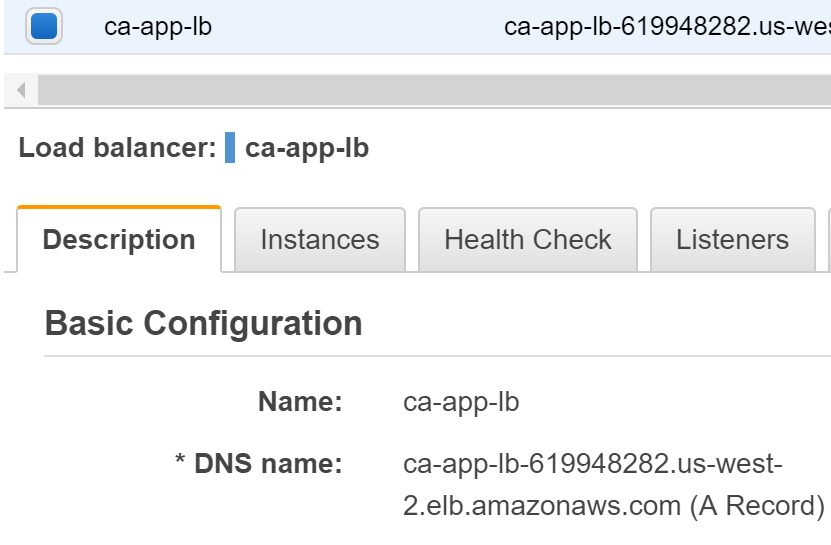 ca-app-lb ca-app-lb-619948282.us-wes
Load balancer: ca-app-lb
Description Instances Health Check Listeners
Basic Configuration
Name: ca-app-lb
* DNS name: ca-app-lb-619948282.us-west-
2.elb.amazonaws.com (A Record)